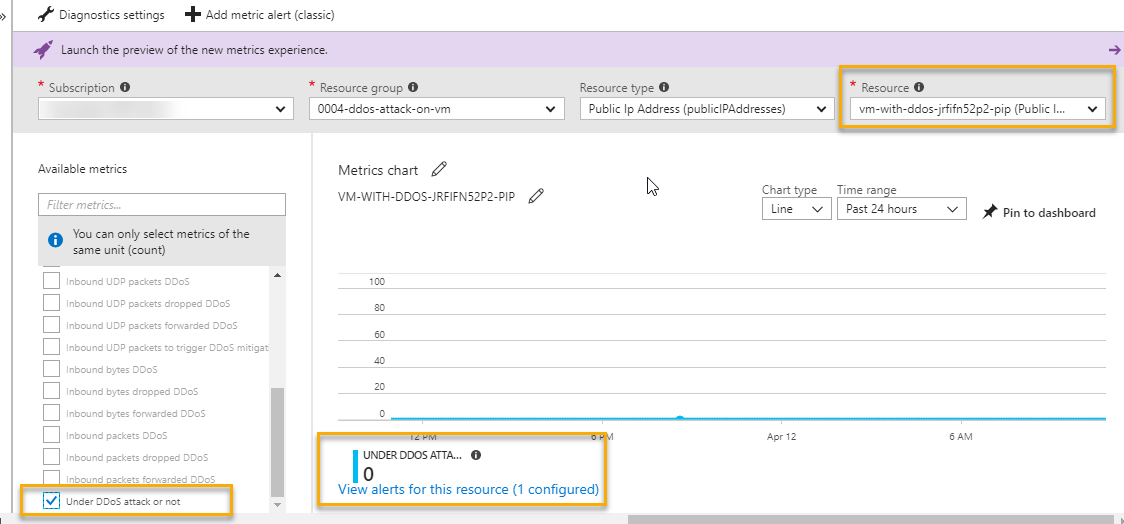 » Diagnostics settings + Add metric alert (classic)
Launch the preview of the new metrics experience. →
* Subscription * Resource group Resource type * Resource
0004-ddos-attack-on-vm Public Ip Address (publicIPAddresses) vm-with-ddos-jrfifn52p2-pip (Public I...
Available metrics
Filter metrics...
You can only select metrics of the
same unit (count)
Inbound UDP packets DDoS
Inbound UDP packets dropped DDoS
Inbound UDP packets forwarded DDoS
Inbound UDP packets to trigger DDoS mitigat
Inbound bytes DDoS
Inbound bytes dropped DDoS
Inbound bytes forwarded DDoS
Inbound packets DDoS
Inbound packets dropped DDoS
Inbound packets forwarded DDoS
Under DDoS attack or not
Metrics chart
VM-WITH-DDOS-JRFIFN52P2-PIP
Chart type Time range
Line Past 24 hours Pin to dashboard
100
80
60
40
20
0
12 PM 6 PM Apr 12 6 AM
UNDER DDOS ATTA...
0
View alerts for this resource (1 configured)